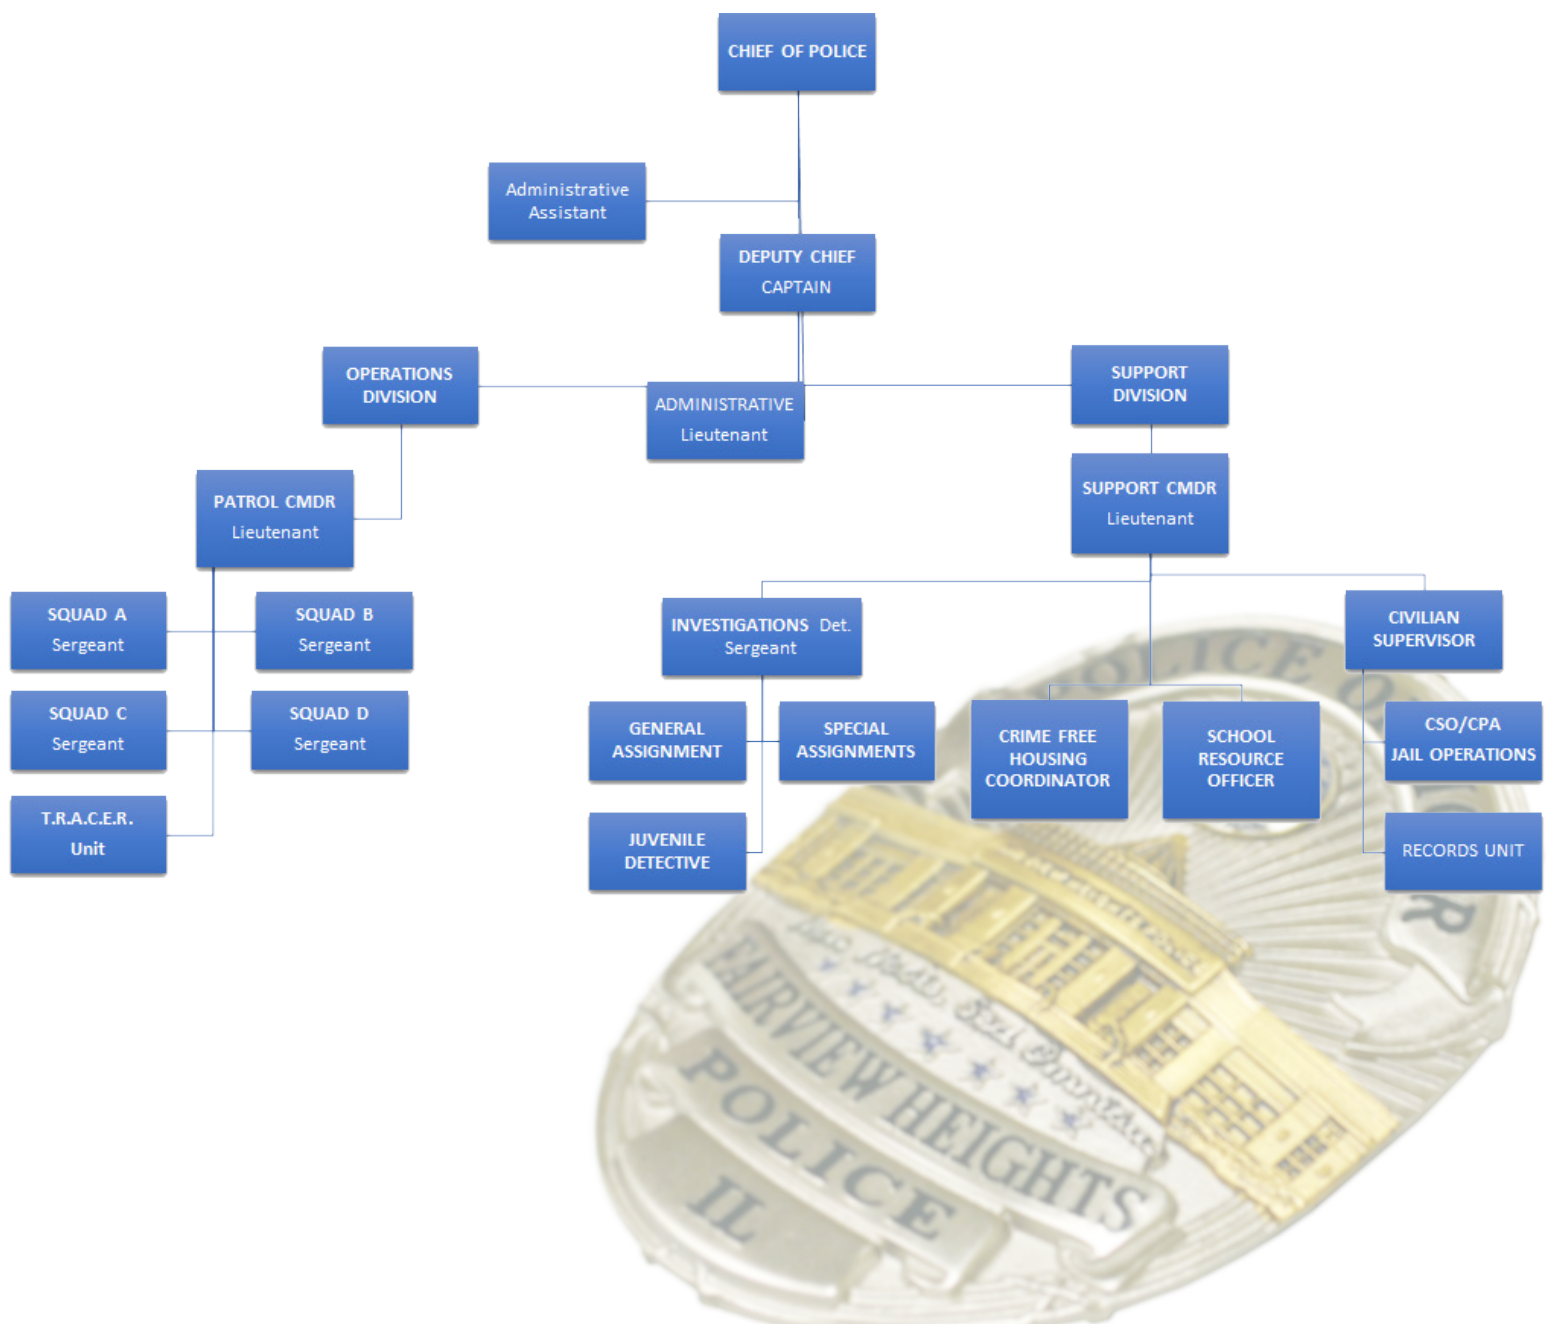 CHIEF OF POLICE
Administrative
Assistant
DEPUTY CHIEF
CAPTAIN
OPERATIONS
DIVISION
ADMINISTRATIVE
Lieutenant
SUPPORT
DIVISION
PATROL CMDR
Lieutenant
SUPPORT CMDR
Lieutenant
SQUAD A
Sergeant
SQUAD B
Sergeant
INVESTIGATIONS Det.
Sergeant
CIVILIAN
SUPERVISOR
SQUAD C
Sergeant
SQUAD D
Sergeant
GENERAL
ASSIGNMENT
SPECIAL
ASSIGNMENTS
CRIME FREE
HOUSING
COORDINATOR
SCHOOL
RESOURCE
OFFICER
CSO/CPA
JAIL OPERATIONS
T.R.A.C.E.R.
Unit
JUVENILE
DETECTIVE
RECORDS UNIT
POLICE
FAIRVIEW HEIGHTS
POLICE
IL